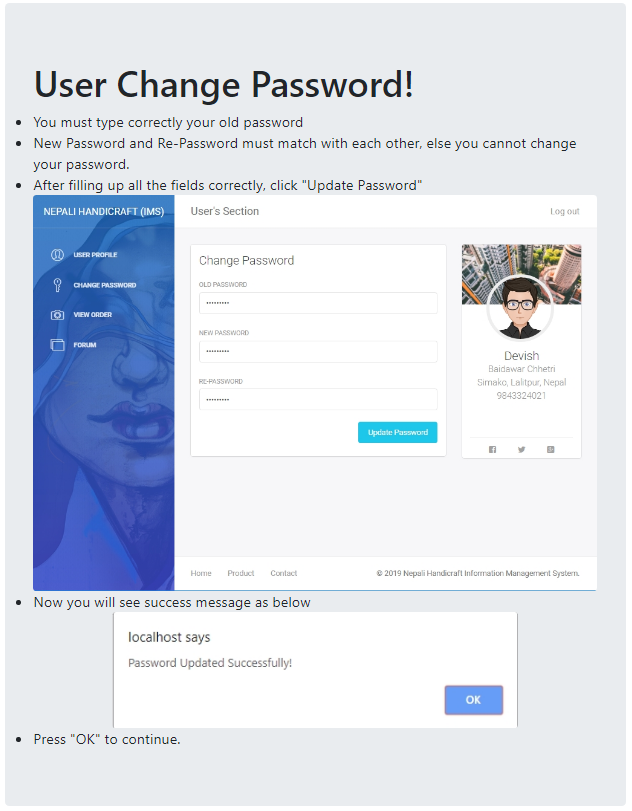 User Change Password!
You must type correctly your old password
New Password and Re-Password must match with each other, else you cannot change
your password.
After filling up all the fields correctly, click "Update Password"
NEPALI HANDICRAFT (IMS)
User's Section
Log out
USER PROFILE
CHANGE PASSWORD
VIEW ORDER
FORUM
Change Password
OLD PASSWORD
•••••••••
NEW PASSWORD
•••••••••
RE-PASSWORD
•••••••••
Update Password
Devish
Baidawar Chhetri
Simako, Lalitpur, Nepal
9843324021
Home Product Contact
© 2019 Nepali Handicraft Information Management System.
Now you will see success message as below
localhost says
Password Updated Successfully!
OK
Press "OK" to continue.